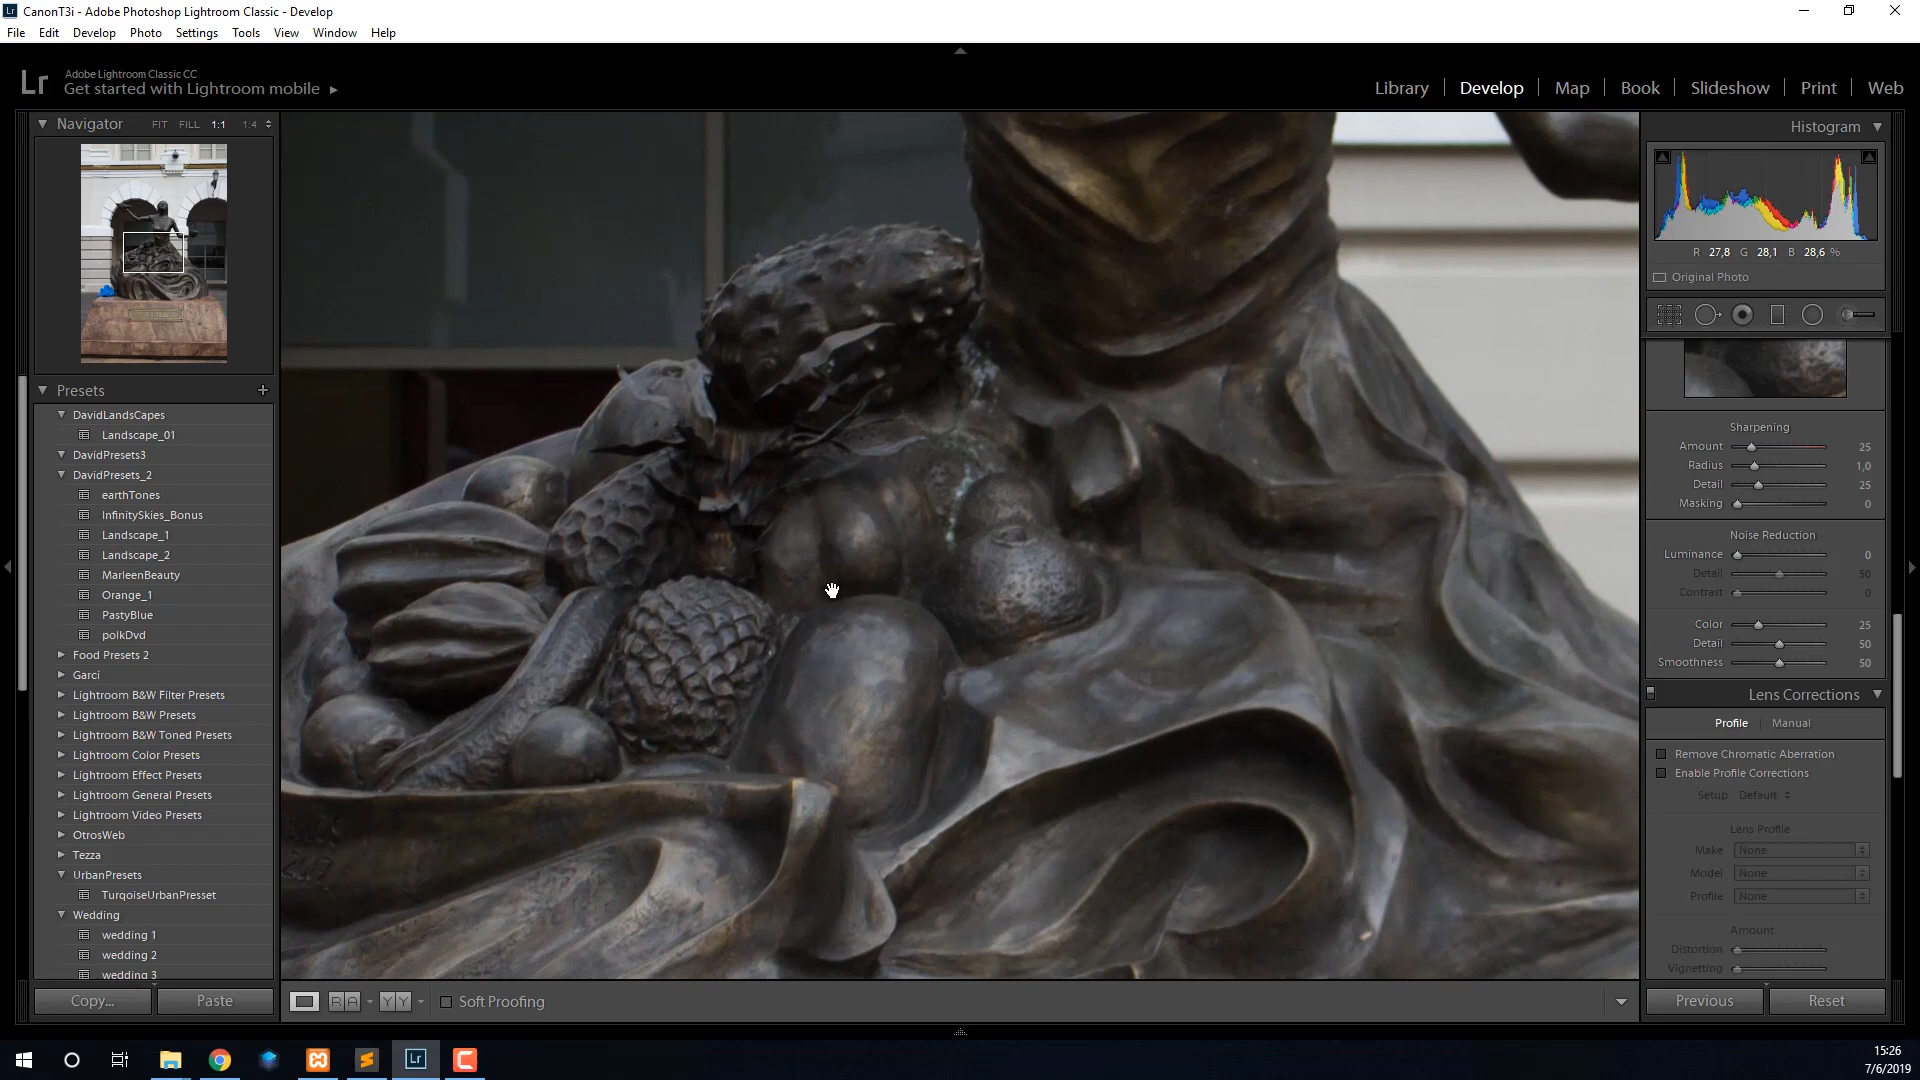 CanonT3i - Adobe Photoshop Lightroom Classic - Develop
File Edit Develop Photo Settings Tools View Window Help
Adobe Lightroom Classic CC
Get started with Lightroom mobile
Lr
Library Develop Map Book Slideshow Print Web
Navigator FIT FILL 1:1 1:4
Histogram
R 27,8 G 28,1 B 28,6 %
Original Photo
Presets
DavidLandsCapes
Landscape_01
DavidPresets3
DavidPresets_2
earthTones
InfinitySkies_Bonus
Landscape_1
Landscape_2
MarleenBeauty
Orange_1
PastyBlue
polkDvd
Food Presets 2
Garci
Lightroom B&W Filter Presets
Lightroom B&W Presets
Lightroom B&W Toned Presets
Lightroom Color Presets
Lightroom Effect Presets
Lightroom General Presets
Lightroom Video Presets
OtrosWeb
Tezza
UrbanPresets
TurqoiseUrbanPresset
Wedding
wedding 1
wedding 2
wedding 3
Copy... Paste
Sharpening
Amount 25
Radius 1,0
Detail 25
Masking 0
Noise Reduction
Luminance 0
Detail 50
Contrast 0
Color 25
Detail 50
Smoothness 50
Lens Corrections
Profile Manual
Remove Chromatic Aberration
Enable Profile Corrections
Setup Default
Lens Profile
Make None
Model None
Profile None
Amount
Distortion
Vignetting
R A Y Y Soft Proofing
Previous Reset
Lr
15:26
7/6/2019